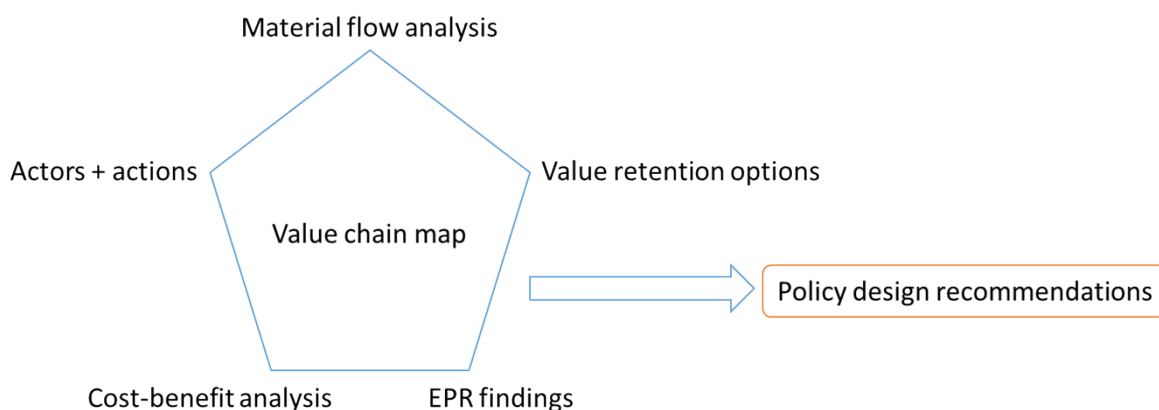 Material flow analysis
Actors + actions
Value retention options
Value chain map
Policy design recommendations
Cost-benefit analysis
EPR findings